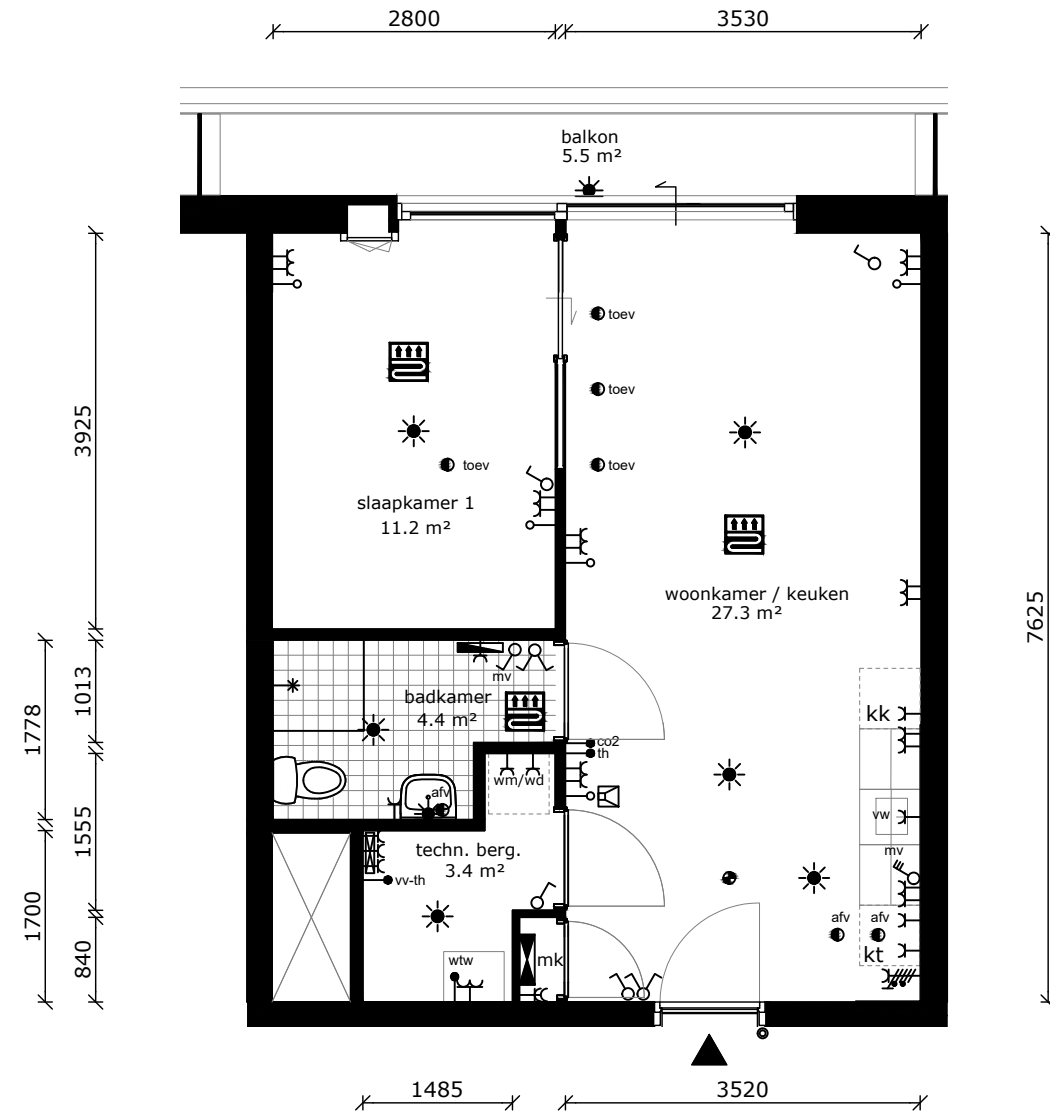 2800
3530
balkon
5.5 m²
toev
toev
toev
toev
3925
slaapkamer 1
11.2 m²
woonkamer / keuken
27.3 m²
7625
1778
1013
mv
badkamer
4.4 m²
kk
co2
th
wm/wd
afv
vw
mv
1555
techn. berg.
3.4 m²
vv-th
1700
840
afv
afv
kt
wtw
mk
1485
3520